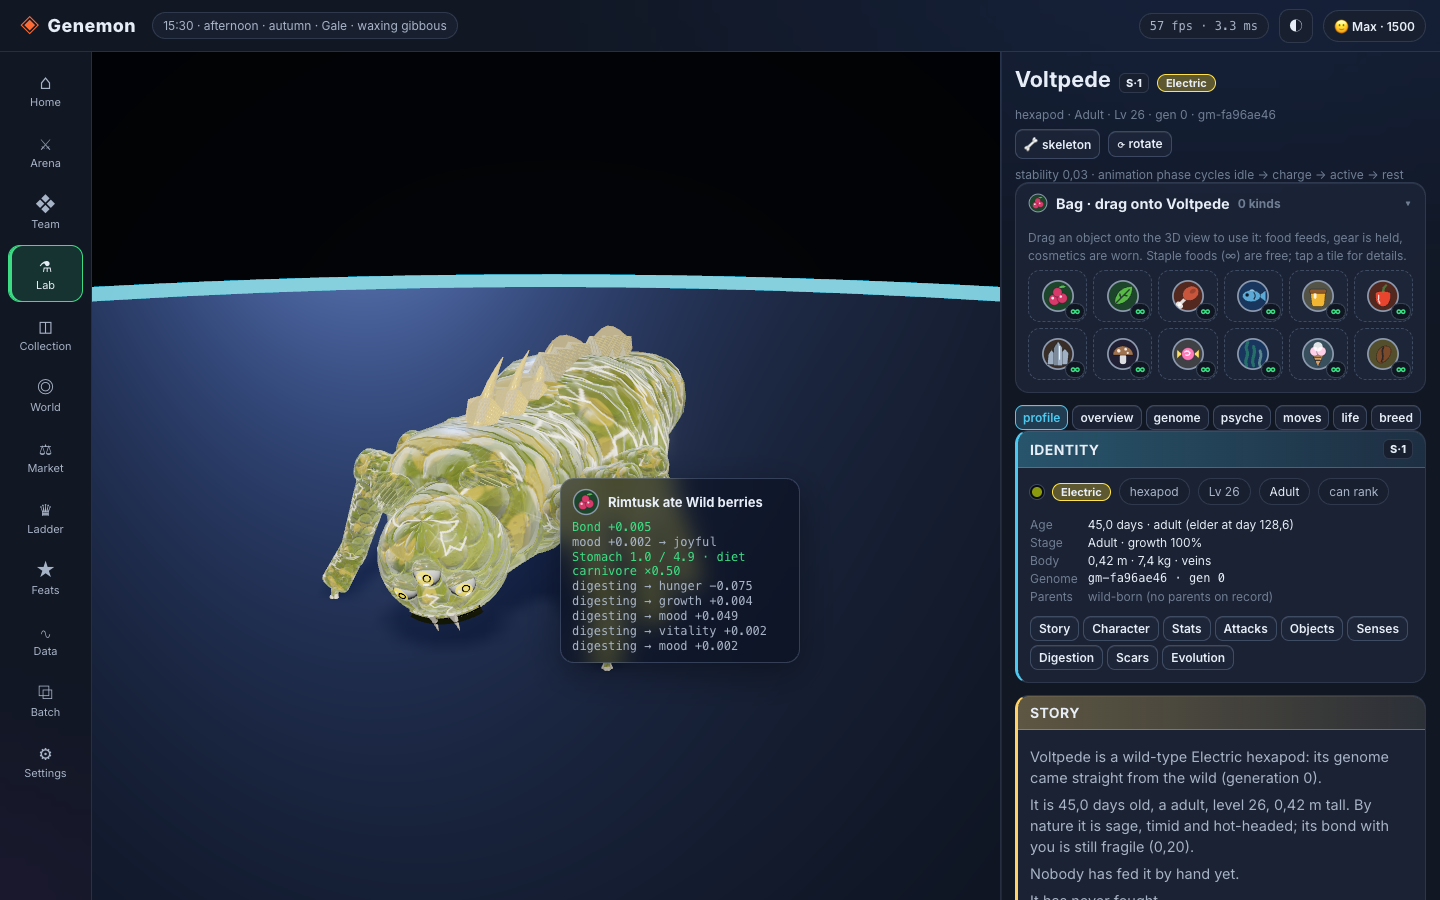 Genemon
15:30 · afternoon · autumn · Gale · waxing gibbous
57 fps · 3.3 ms
Max · 1500
Home
Arena
Team
Lab
Collection
World
Market
Ladder
Feats
Data
Batch
Settings
Rimtusk ate Wild berries
Bond +0.005
mood +0.002 → joyful
Stomach 1.0 / 4.9 · diet
carnivore ×0.50
digesting → hunger −0.075
digesting → growth +0.004
digesting → mood +0.049
digesting → vitality +0.002
digesting → mood +0.002
Voltpede S·1 Electric
hexapod · Adult · Lv 26 · gen 0 · gm-fa96ae46
skeleton rotate
stability 0,03 · animation phase cycles idle → charge → active → rest
Bag · drag onto Voltpede 0 kinds
Drag an object onto the 3D view to use it: food feeds, gear is held,
cosmetics are worn. Staple foods (∞) are free; tap a tile for details.
∞ ∞ ∞ ∞ ∞ ∞
∞ ∞ ∞ ∞ ∞ ∞
profile overview genome psyche moves life breed
IDENTITY S·1
Electric hexapod Lv 26 Adult can rank
Age 45,0 days · adult (elder at day 128,6)
Stage Adult · growth 100%
Body 0,42 m · 7,4 kg · veins
Genome gm-fa96ae46 · gen 0
Parents wild-born (no parents on record)
Story Character Stats Attacks Objects Senses
Digestion Scars Evolution
STORY
Voltpede is a wild-type Electric hexapod: its genome
came straight from the wild (generation 0).
It is 45,0 days old, a adult, level 26, 0,42 m tall. By
nature it is sage, timid and hot-headed; its bond with
you is still fragile (0,20).
Nobody has fed it by hand yet.
It has never fought